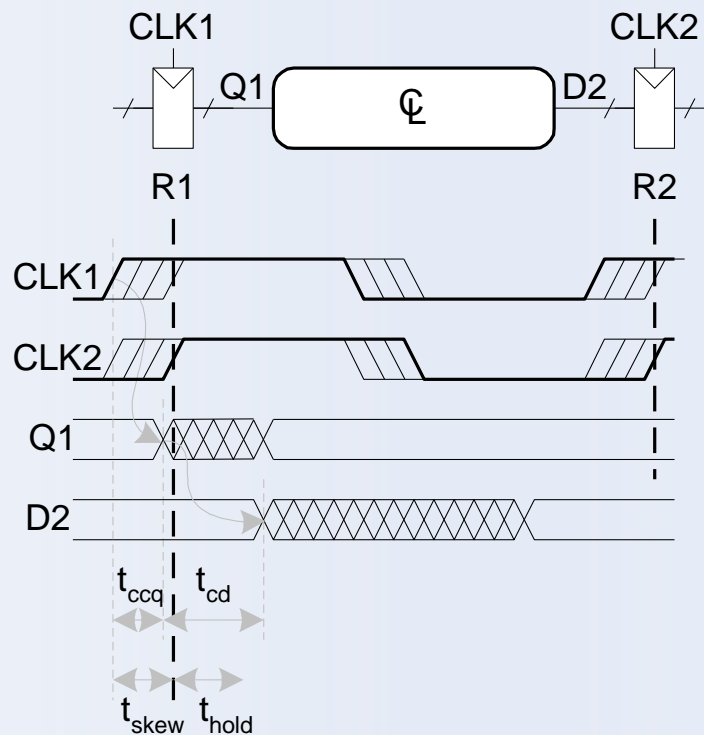 CLK1 CLK2
Q1 CL D2
R1 R2
CLK1
CLK2
Q1
D2
tccq tcd
tskew thold